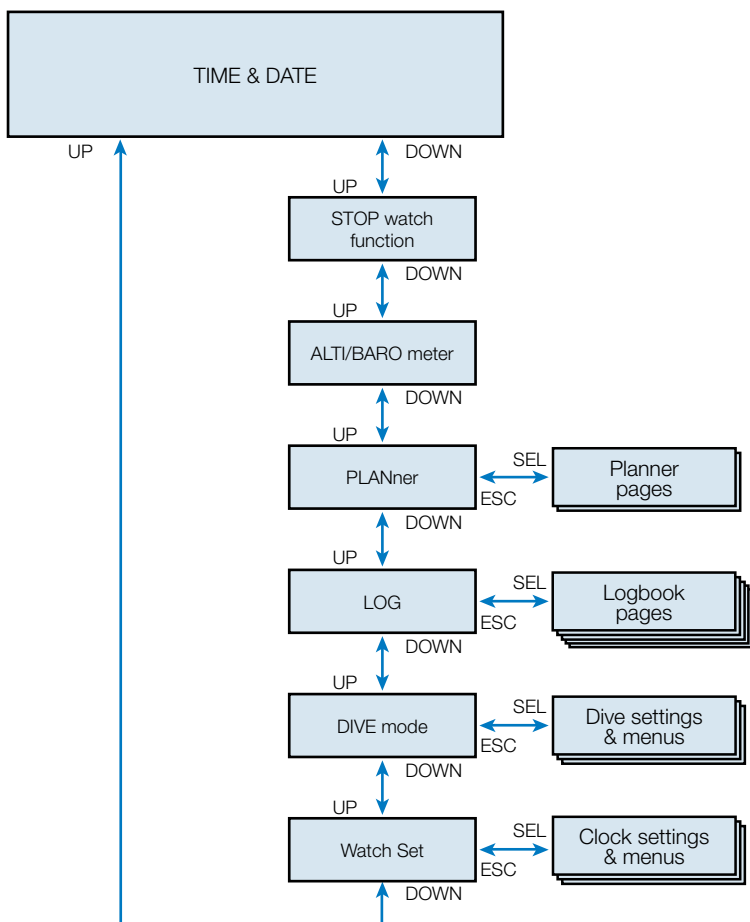 TIME & DATE
UP
DOWN
UP
STOP watch
function
DOWN
UP
ALTI/BARO meter
DOWN
UP
PLANner
SEL
ESC
Planner
pages
DOWN
UP
LOG
SEL
ESC
Logbook
pages
DOWN
UP
DIVE mode
SEL
ESC
Dive settings
& menus
DOWN
UP
Watch Set
SEL
ESC
Clock settings
& menus
DOWN